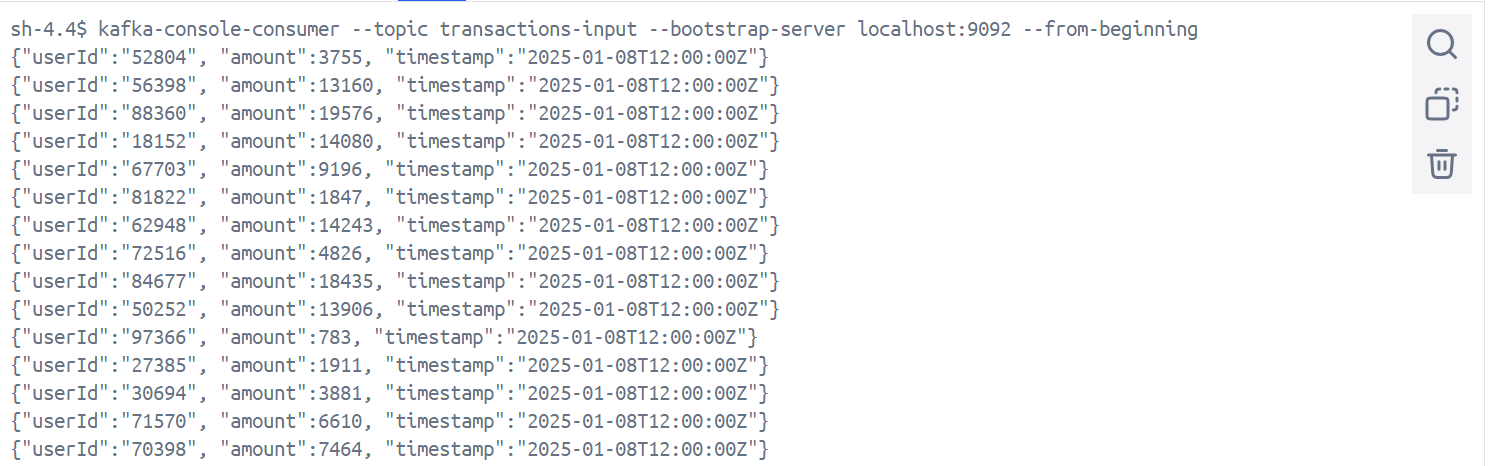 sh-4.4$ kafka-console-consumer --topic transactions-input --bootstrap-server localhost:9092 --from-beginning
{"userId":"52804", "amount":3755, "timestamp":"2025-01-08T12:00:00Z"}
{"userId":"56398", "amount":13160, "timestamp":"2025-01-08T12:00:00Z"}
{"userId":"88360", "amount":19576, "timestamp":"2025-01-08T12:00:00Z"}
{"userId":"18152", "amount":14080, "timestamp":"2025-01-08T12:00:00Z"}
{"userId":"67703", "amount":9196, "timestamp":"2025-01-08T12:00:00Z"}
{"userId":"81822", "amount":1847, "timestamp":"2025-01-08T12:00:00Z"}
{"userId":"62948", "amount":14243, "timestamp":"2025-01-08T12:00:00Z"}
{"userId":"72516", "amount":4826, "timestamp":"2025-01-08T12:00:00Z"}
{"userId":"84677", "amount":18435, "timestamp":"2025-01-08T12:00:00Z"}
{"userId":"50252", "amount":13906, "timestamp":"2025-01-08T12:00:00Z"}
{"userId":"97366", "amount":783, "timestamp":"2025-01-08T12:00:00Z"}
{"userId":"27385", "amount":1911, "timestamp":"2025-01-08T12:00:00Z"}
{"userId":"30694", "amount":3881, "timestamp":"2025-01-08T12:00:00Z"}
{"userId":"71570", "amount":6610, "timestamp":"2025-01-08T12:00:00Z"}
{"userId":"70398", "amount":7464, "timestamp":"2025-01-08T12:00:00Z"}